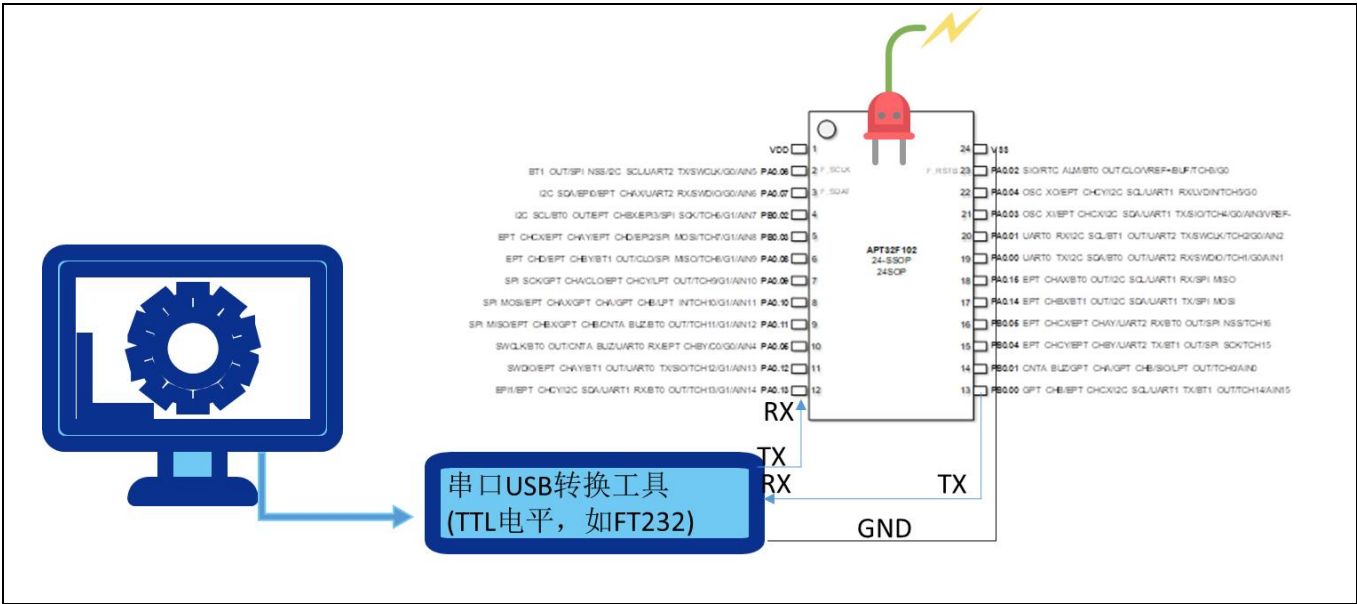 VDD 1
BT1 OUT/SPI NSS/I2C SCL/UART2 TX/SWCLK/G0/AIN5 PA0.06 2 F_SCLK
I2C SDA/EPI0/EPT CHAX/UART2 RX/SWDIO/G0/AIN6 PA0.07 3 F_SDAT
I2C SCL/BT0 OUT/EPT CHBX/EPI3/SPI SCK/TCH6/G1/AIN7 PB0.02 4
EPT CHCX/EPT CHAY/EPT CHD/EPI2/SPI MOSI/TCH7/G1/AIN8 PB0.03 5
EPT CHD/EPT CHBY/BT1 OUT/CLO/SPI MISO/TCH8/G1/AIN9 PA0.08 6
SPI SCK/GPT CHA/CLO/EPT CHCY/LPT OUT/TCH9/G1/AIN10 PA0.09 7
SPI MOSI/EPT CHAX/GPT CHA/GPT CHB/LPT IN/TCH10/G1/AIN11 PA0.10 8
SPI MISO/EPT CHBX/GPT CHB/CNTA BUZ/BT0 OUT/TCH11/G1/AIN12 PA0.11 9
SWCLK/BT0 OUT/CNTA BUZ/UART0 RX/EPT CHBY/C0/G0/AIN4 PA0.05 10
SWDIO/EPT CHAY/BT1 OUT/UART0 TX/SIO/TCH12/G1/AIN13 PA0.12 11
EPI1/EPT CHCY/I2C SDA/UART1 RX/BT0 OUT/TCH13/G1/AIN14 PA0.13 12
APT32F102
24-SSOP
24SOP
24 VSS
F_RSTB 23 PA0.02 SIO/RTC ALM/BT0 OUT/CLO/VREF+BUF/TCH3/G0
22 PA0.04 OSC XO/EPT CHCY/I2C SCL/UART1 RX/LVDIN/TCH5/G0
21 PA0.03 OSC XI/EPT CHCX/I2C SDA/UART1 TX/SIO/TCH4/G0/AIN3/VREF-
20 PA0.01 UART0 RX/I2C SCL/BT1 OUT/UART2 TX/SWCLK/TCH2/G0/AIN2
19 PA0.00 UART0 TX/I2C SDA/BT0 OUT/UART2 RX/SWDIO/TCH1/G0/AIN1
18 PA0.15 EPT CHAX/BT0 OUT/I2C SCL/UART1 RX/SPI MISO
17 PA0.14 EPT CHBX/BT1 OUT/I2C SDA/UART1 TX/SPI MOSI
16 PB0.05 EPT CHCX/EPT CHAY/UART2 RX/BT0 OUT/SPI NSS/TCH16
15 PB0.04 EPT CHCY/EPT CHBY/UART2 TX/BT1 OUT/SPI SCK/TCH15
14 PB0.01 CNTA BUZ/GPT CHA/GPT CHB/SIO/LPT OUT/TCH0/AIN0
13 PB0.00 GPT CHB/EPT CHCX/I2C SCL/UART1 TX/BT1 OUT/TCH14/AIN15
RX
TX
RX
TX
串口USB转换工具
(TTL电平，如FT232)
GND